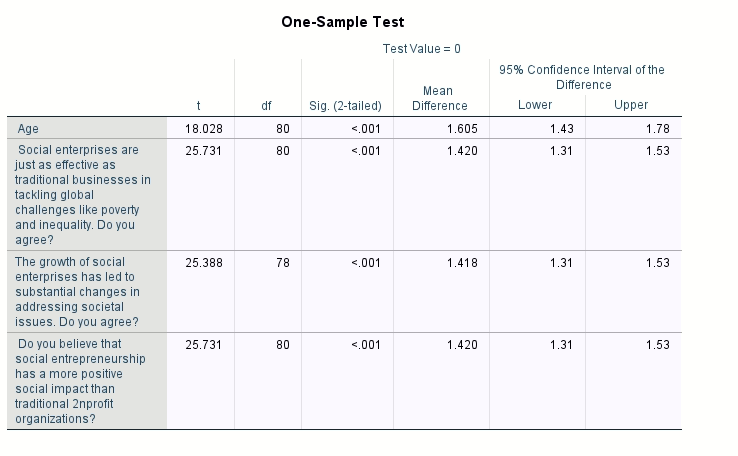 One-Sample Test
Test Value = 0
95% Confidence Interval of the
Difference
Mean
t df Sig. (2-tailed) Difference Lower Upper
Age 18.028 80 <.001 1.605 1.43 1.78
Social enterprises are 25.731 80 <.001 1.420 1.31 1.53
just as effective as
traditional businesses in
tackling global
challenges like poverty
and inequality. Do you
agree?
The growth of social 25.388 78 <.001 1.418 1.31 1.53
enterprises has led to
substantial changes in
addressing societal
issues. Do you agree?
Do you believe that 25.731 80 <.001 1.420 1.31 1.53
social entrepreneurship
has a more positive
social impact than
traditional 2nprofit
organizations?